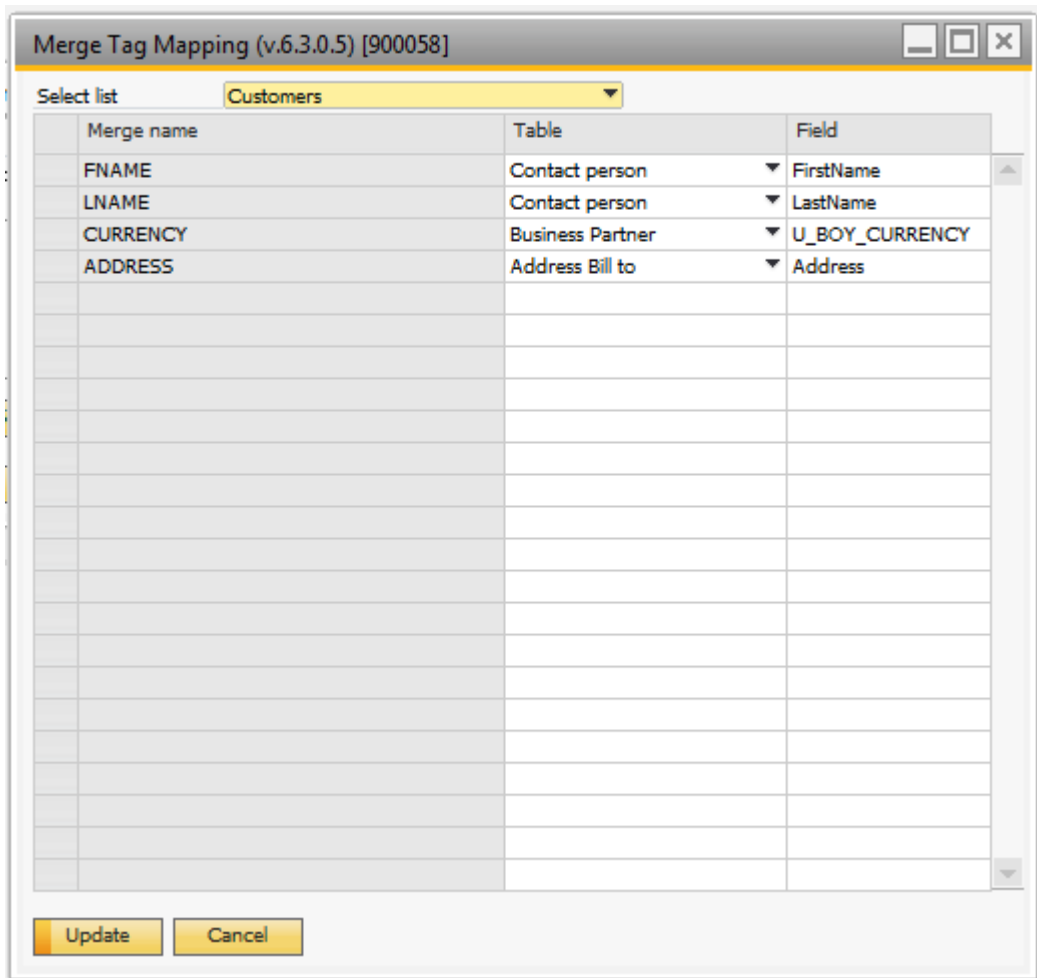 Merge Tag Mapping (v.6.3.0.5) [900058]
Select list Customers
Merge name Table Field
FNAME Contact person FirstName
LNAME Contact person LastName
CURRENCY Business Partner U_BOY_CURRENCY
ADDRESS Address Bill to Address
Update Cancel